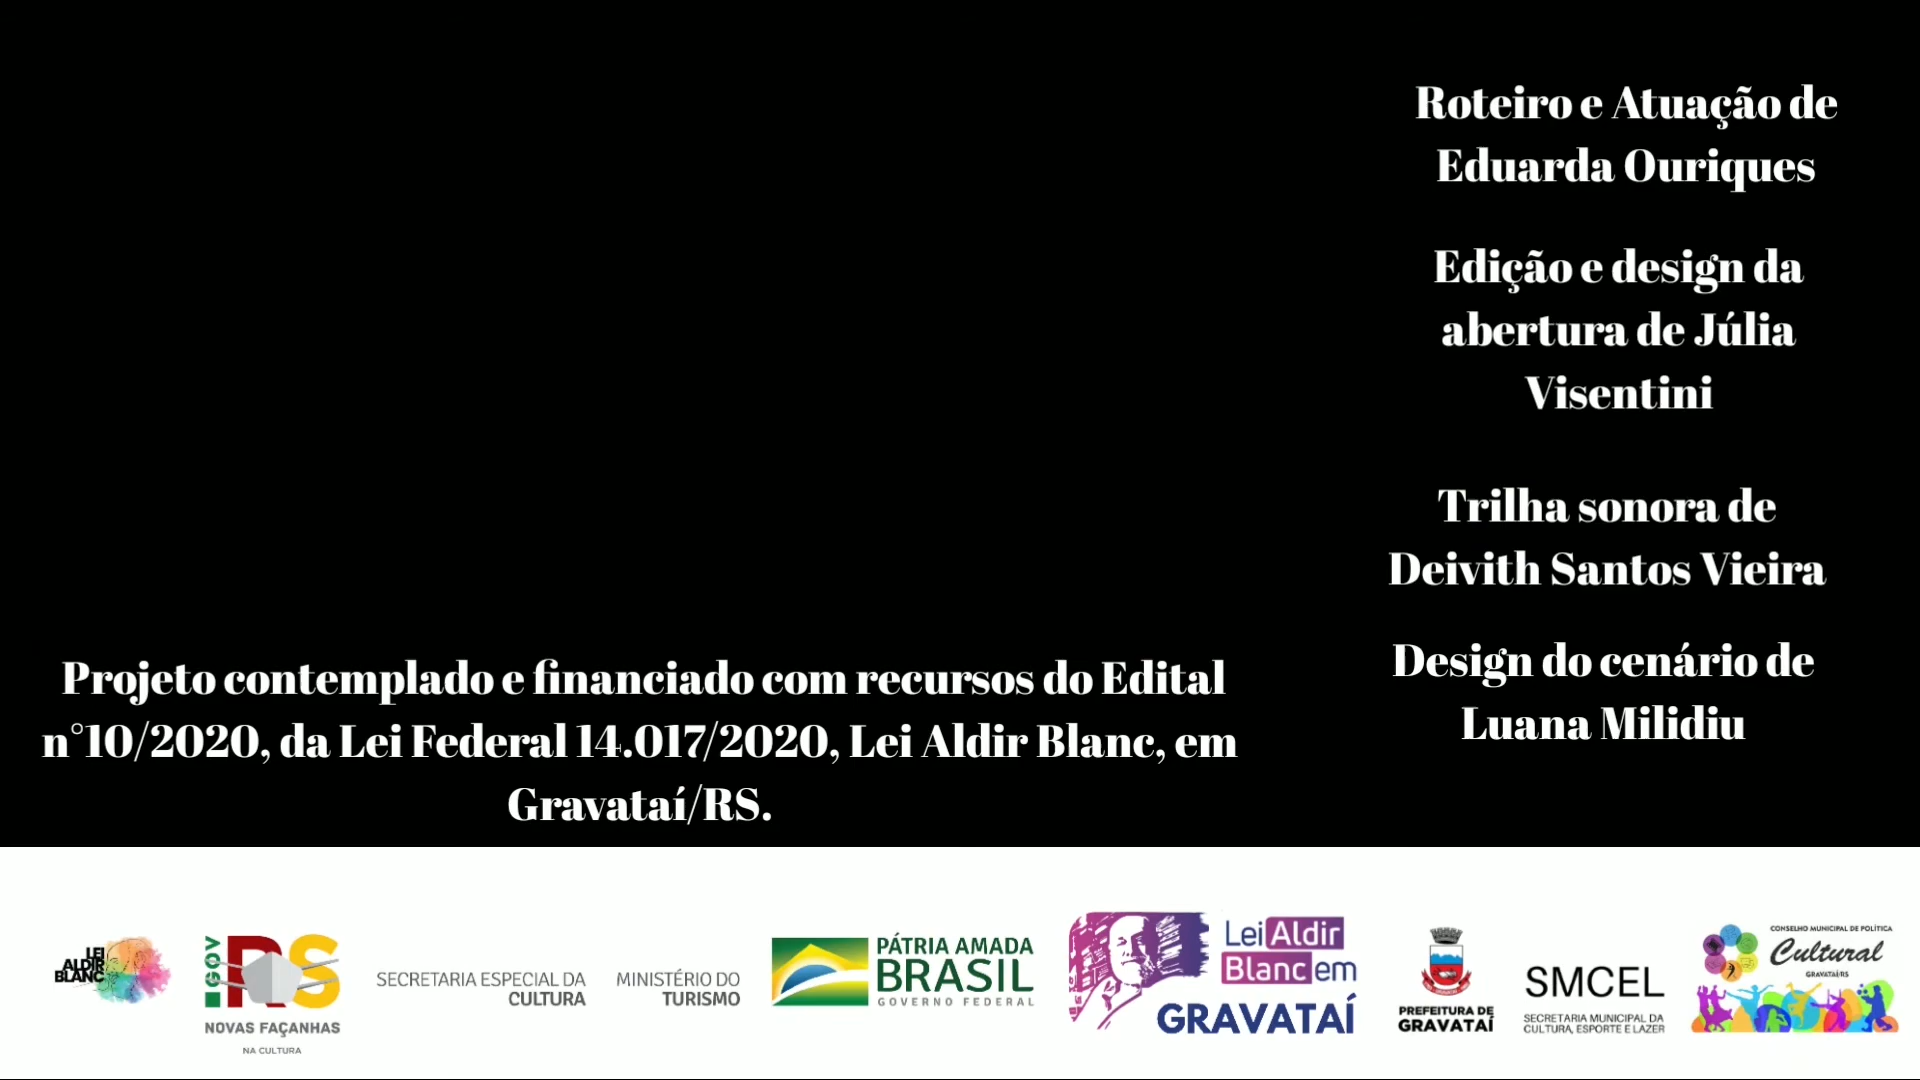 Roteiro e Atuação de
Eduarda Ouriques
Edição e design da
abertura de Júlia
Visentini
Trilha sonora de
Deivith Santos Vieira
Design do cenário de
Luana Milidiu
Projeto contemplado e financiado com recursos do Edital
n°10/2020, da Lei Federal 14.017/2020, Lei Aldir Blanc, em
Gravataí/RS.
LEI
ALDIR
BLANC
GOV
RS
NOVAS FAÇANHAS
NA CULTURA
SECRETARIA ESPECIAL DA
CULTURA
MINISTÉRIO DO
TURISMO
PÁTRIA AMADA
BRASIL
GOVERNO FEDERAL
Lei Aldir
Blanc em
GRAVATAÍ
PREFEITURA DE
GRAVATAÍ
SMCEL
SECRETARIA MUNICIPAL DA
CULTURA, ESPORTE E LAZER
CONSELHO MUNICIPAL DE POLÍTICA
Cultural
GRAVATAÍ/RS